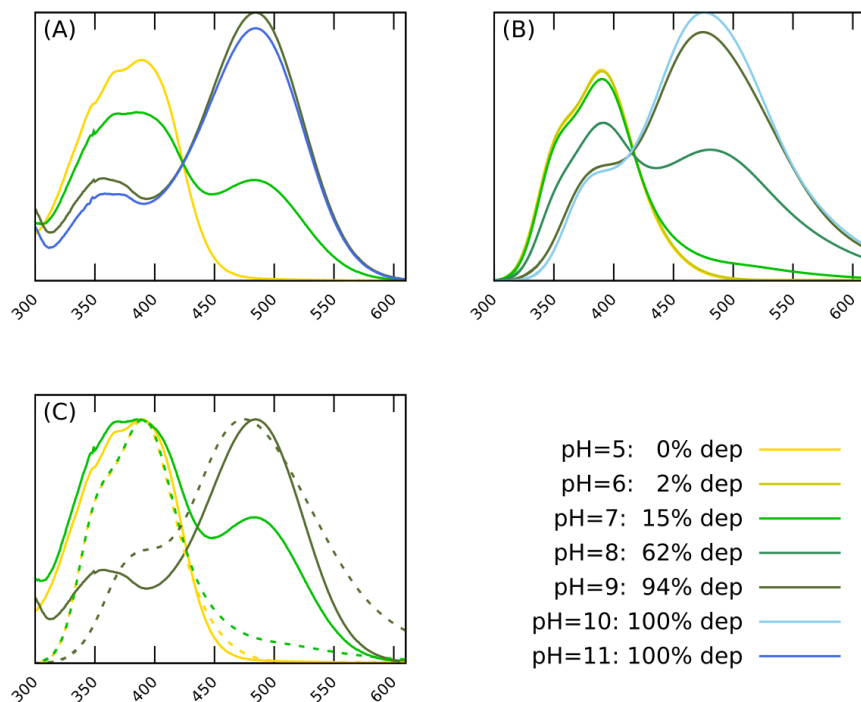 (A)
300 350 400 450 500 550 600
(B)
300 350 400 450 500 550 600
(C)
300 350 400 450 500 550 600
pH=5: 0% dep
pH=6: 2% dep
pH=7: 15% dep
pH=8: 62% dep
pH=9: 94% dep
pH=10: 100% dep
pH=11: 100% dep